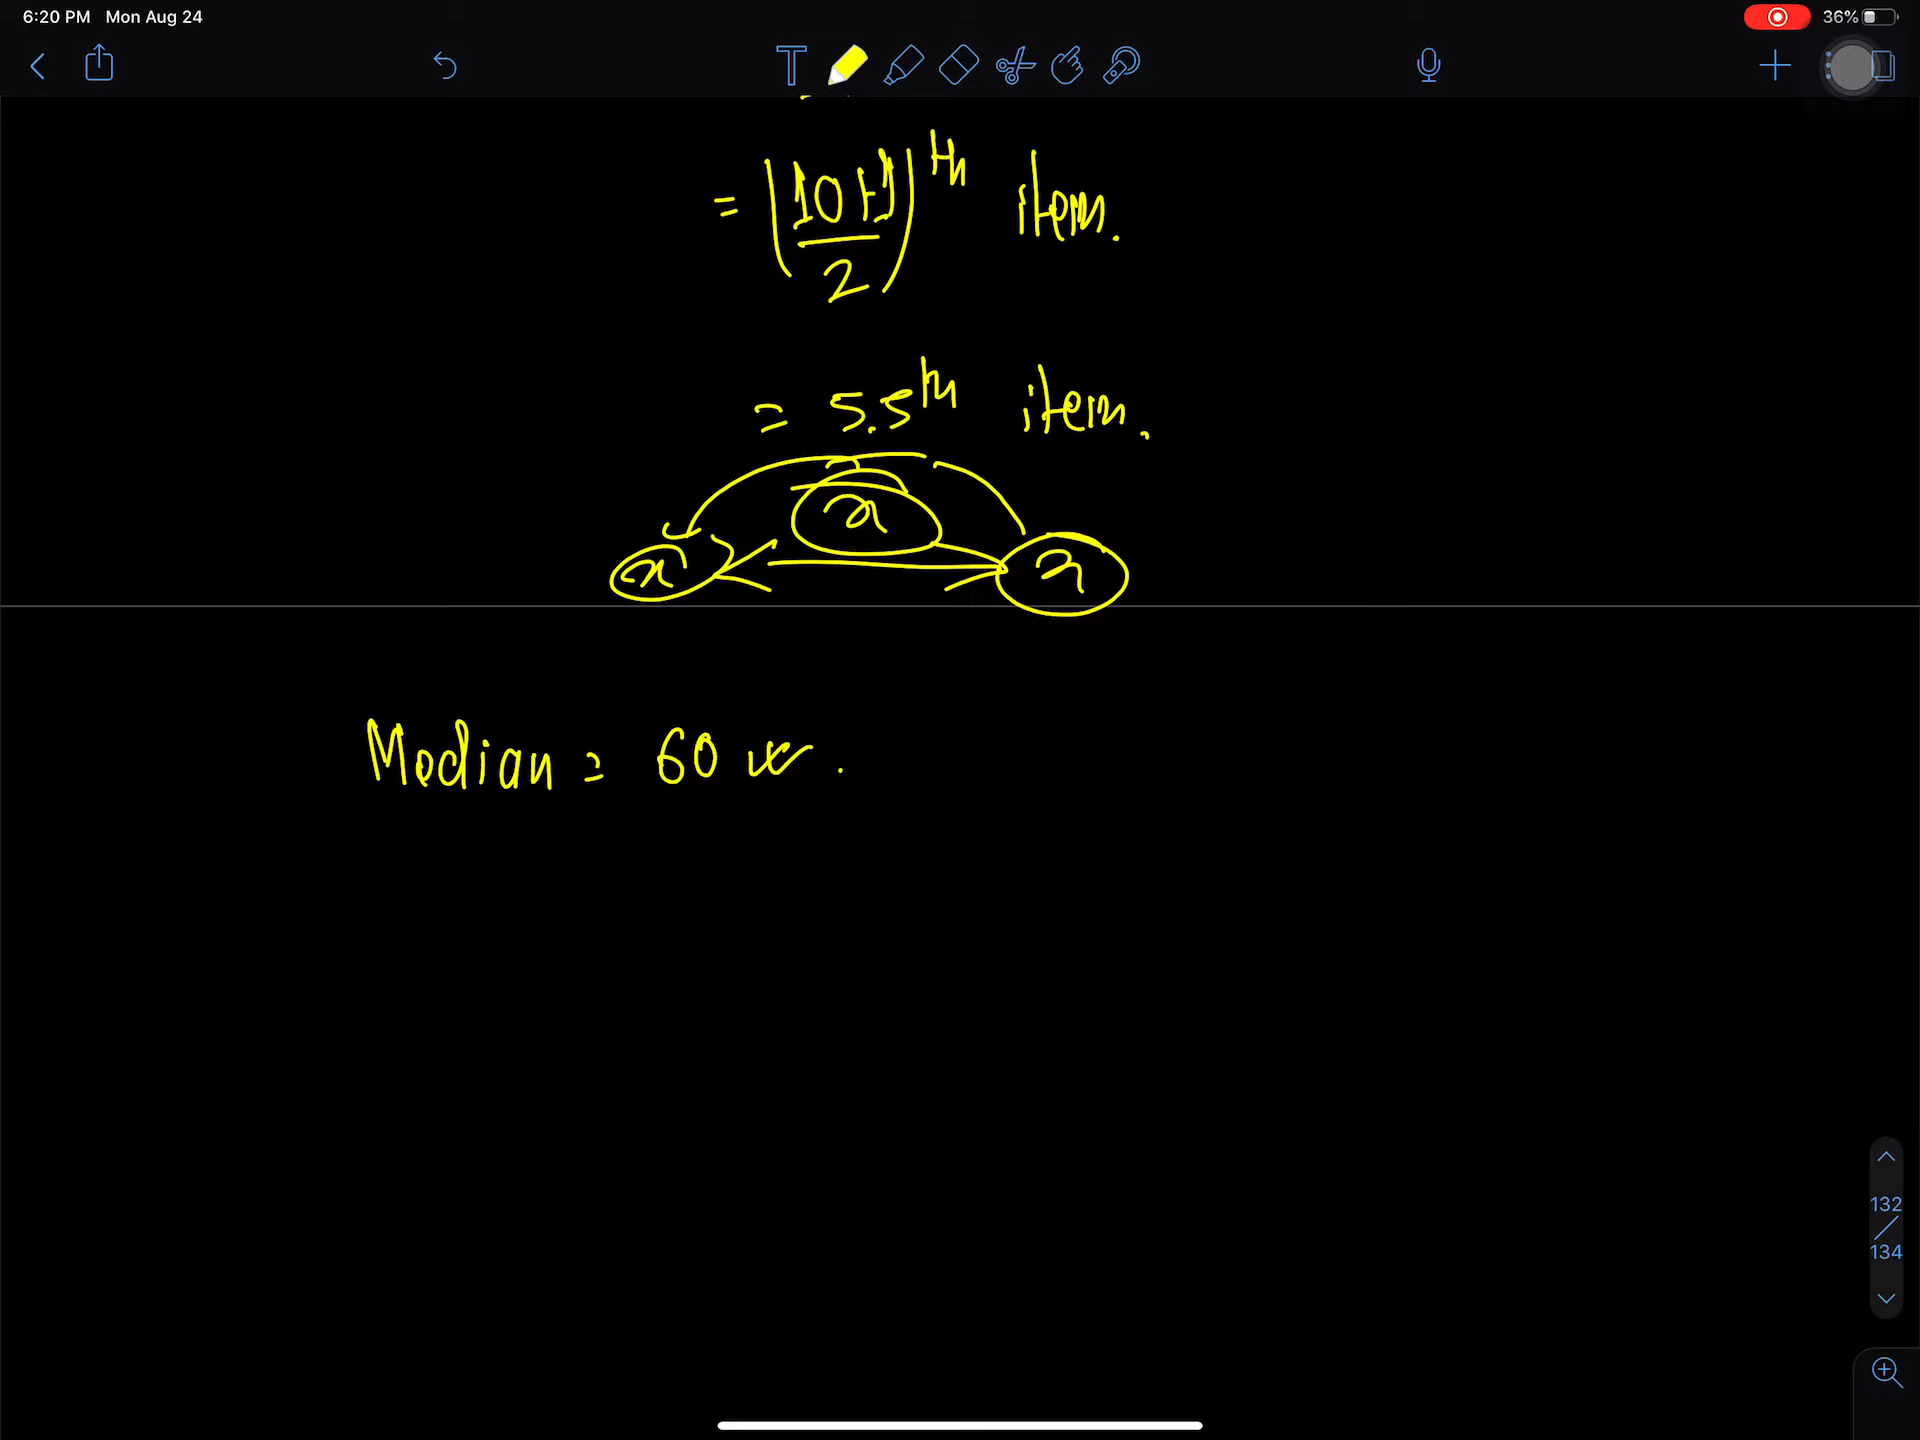 6:20 PM Mon Aug 24
36%
= (10+1/2)th item.
= 5.5th item.
x
x
x
Median = 60
132
134